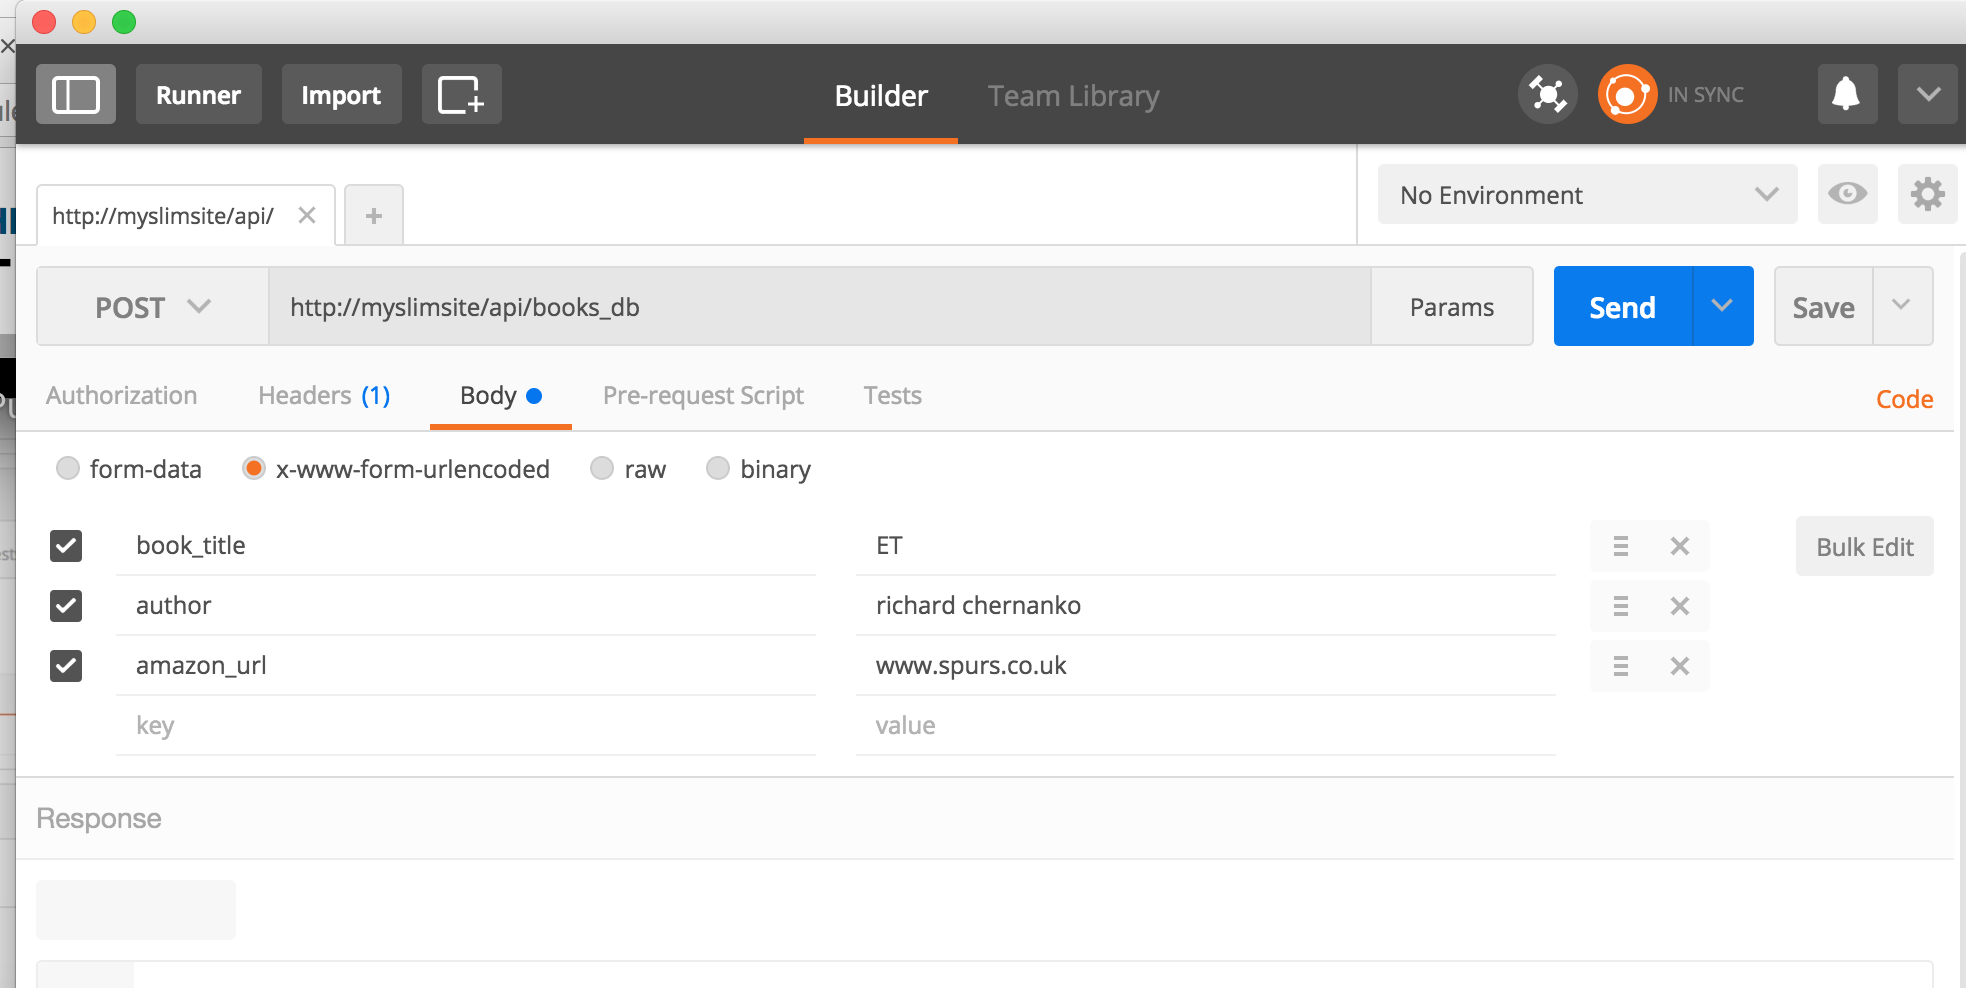 Runner Import Builder Team Library IN SYNC
http://myslimsite/api/ No Environment
POST http://myslimsite/api/books_db Params Send Save
Authorization Headers (1) Body Pre-request Script Tests Code
form-data x-www-form-urlencoded raw binary
book_title ET Bulk Edit
author richard chernanko
amazon_url www.spurs.co.uk
key value
Response